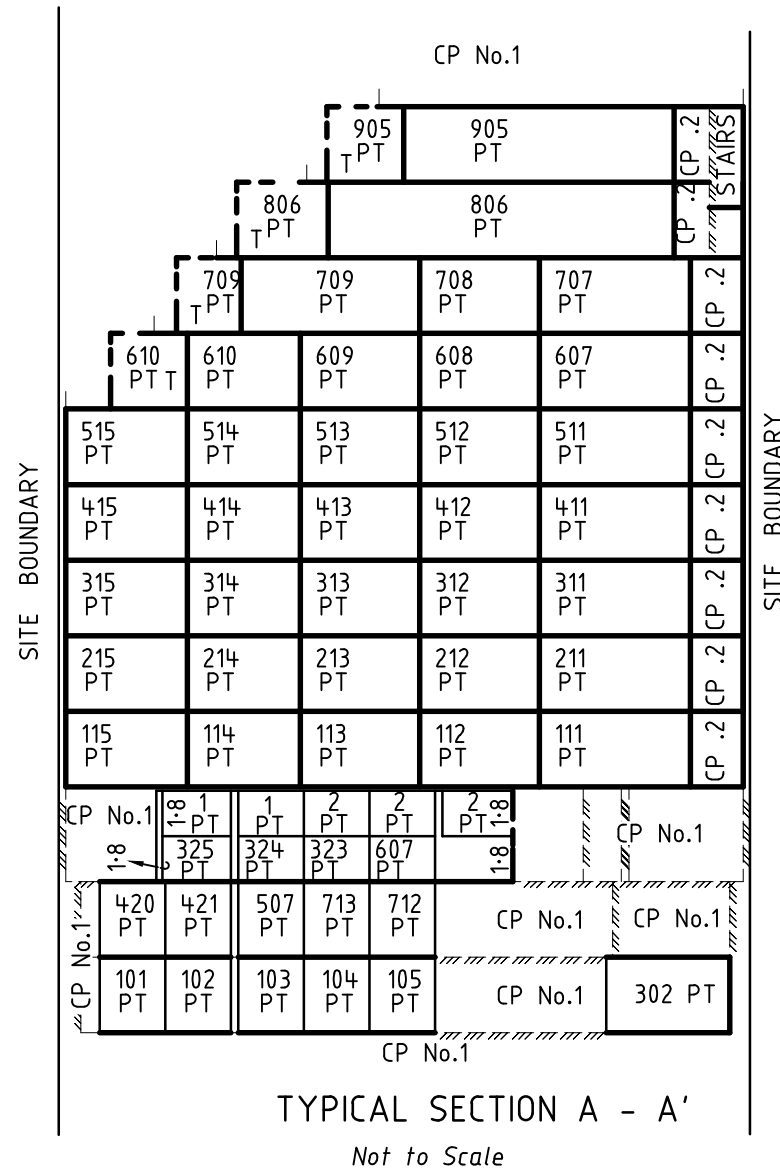 CP No.1
905 905 CP .2 STAIRS
T PT PT
806 806 CP .2
T PT PT
709 709 708 707 CP .2
T PT PT PT PT
610 610 609 608 607 CP .2
PT T PT PT PT PT
515 514 513 512 511 CP .2
PT PT PT PT PT
415 414 413 412 411 CP .2
PT PT PT PT PT
315 314 313 312 311 CP .2
PT PT PT PT PT
215 214 213 212 211 CP .2
PT PT PT PT PT
115 114 113 112 111 CP .2
PT PT PT PT PT
SITE BOUNDARY
SITE BOUNDARY
CP No.1 1·8 1 1 2 2 2 1·8 CP No.1
PT PT PT PT PT
1·8 325 324 323 607 1·8
PT PT PT PT
CP No.1
420 421 507 713 712 CP No.1 CP No.1
PT PT PT PT PT
101 102 103 104 105 CP No.1 302 PT
PT PT PT PT PT
CP No.1
TYPICAL SECTION A - A'
Not to Scale